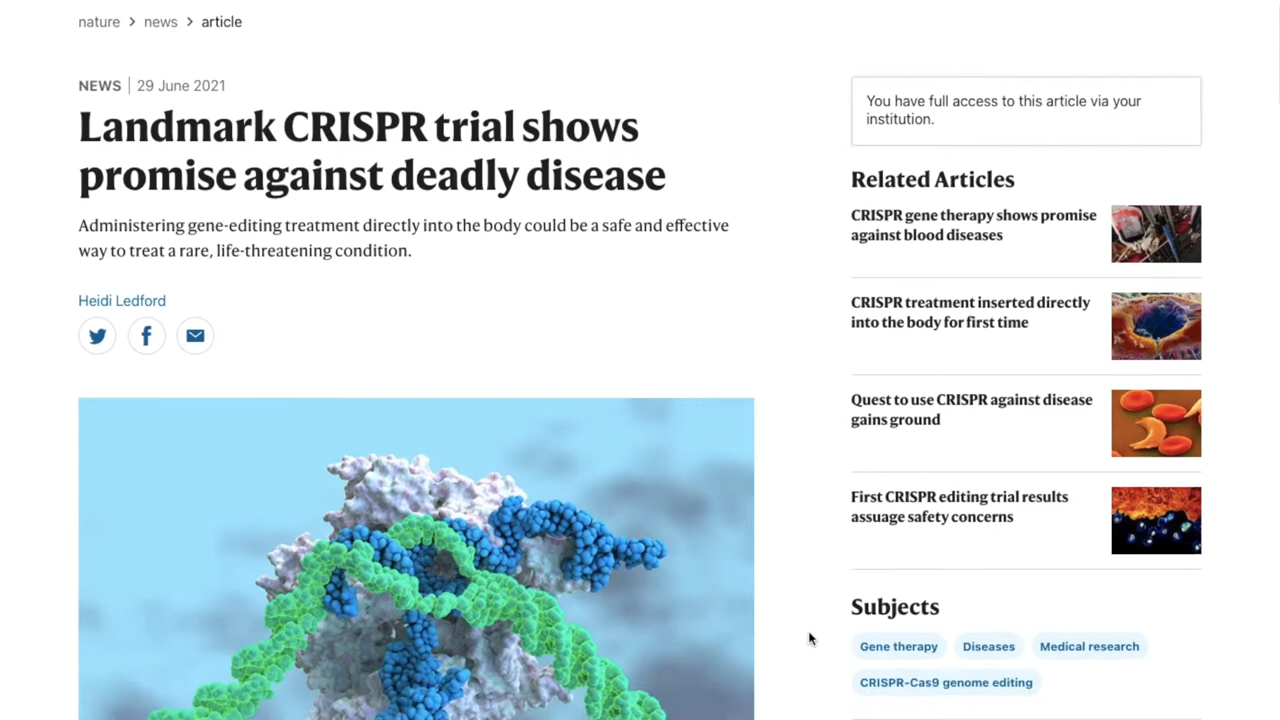 nature > news > article
NEWS | 29 June 2021
Landmark CRISPR trial shows
promise against deadly disease
Administering gene-editing treatment directly into the body could be a safe and effective
way to treat a rare, life-threatening condition.
Heidi Ledford
You have full access to this article via your
institution.
Related Articles
CRISPR gene therapy shows promise
against blood diseases
CRISPR treatment inserted directly
into the body for first time
Quest to use CRISPR against disease
gains ground
First CRISPR editing trial results
assuage safety concerns
Subjects
Gene therapy Diseases Medical research
CRISPR-Cas9 genome editing